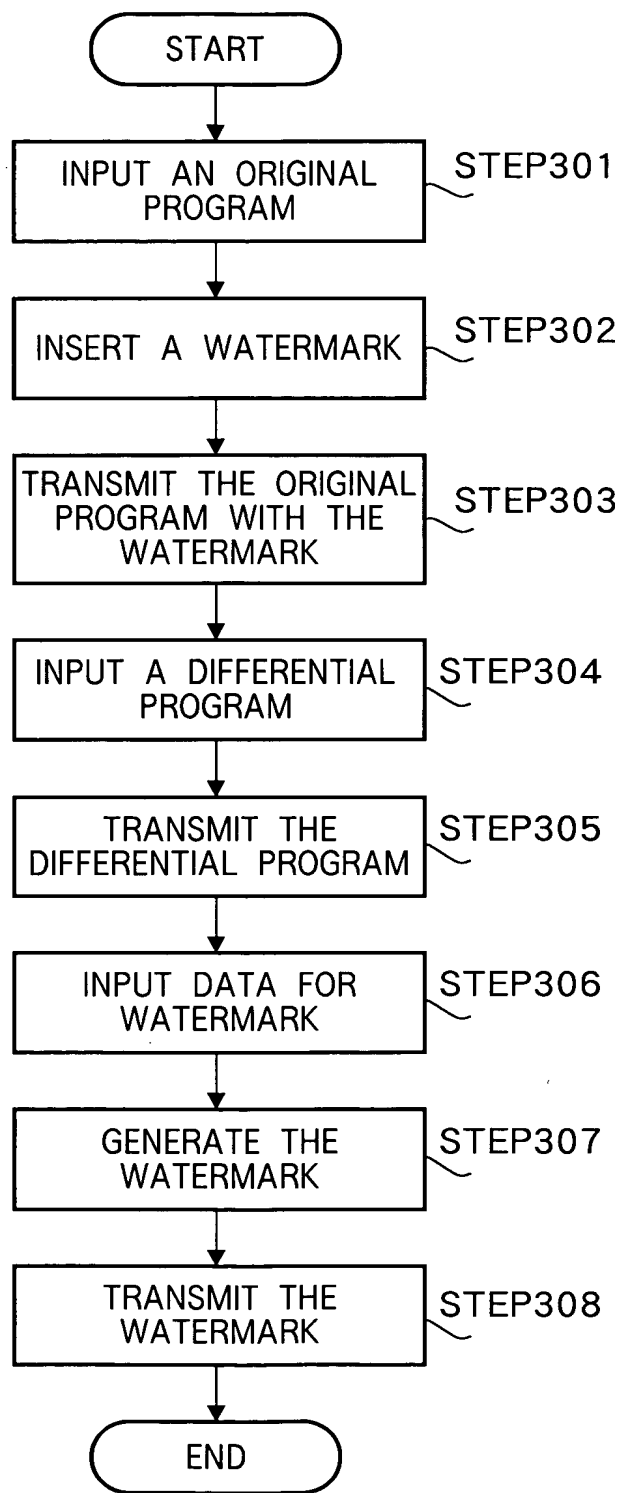 START
INPUT AN ORIGINAL
PROGRAM
STEP301
INSERT A WATERMARK
STEP302
TRANSMIT THE ORIGINAL
PROGRAM WITH THE
WATERMARK
STEP303
INPUT A DIFFERENTIAL
PROGRAM
STEP304
TRANSMIT THE
DIFFERENTIAL PROGRAM
STEP305
INPUT DATA FOR
WATERMARK
STEP306
GENERATE THE
WATERMARK
STEP307
TRANSMIT THE
WATERMARK
STEP308
END